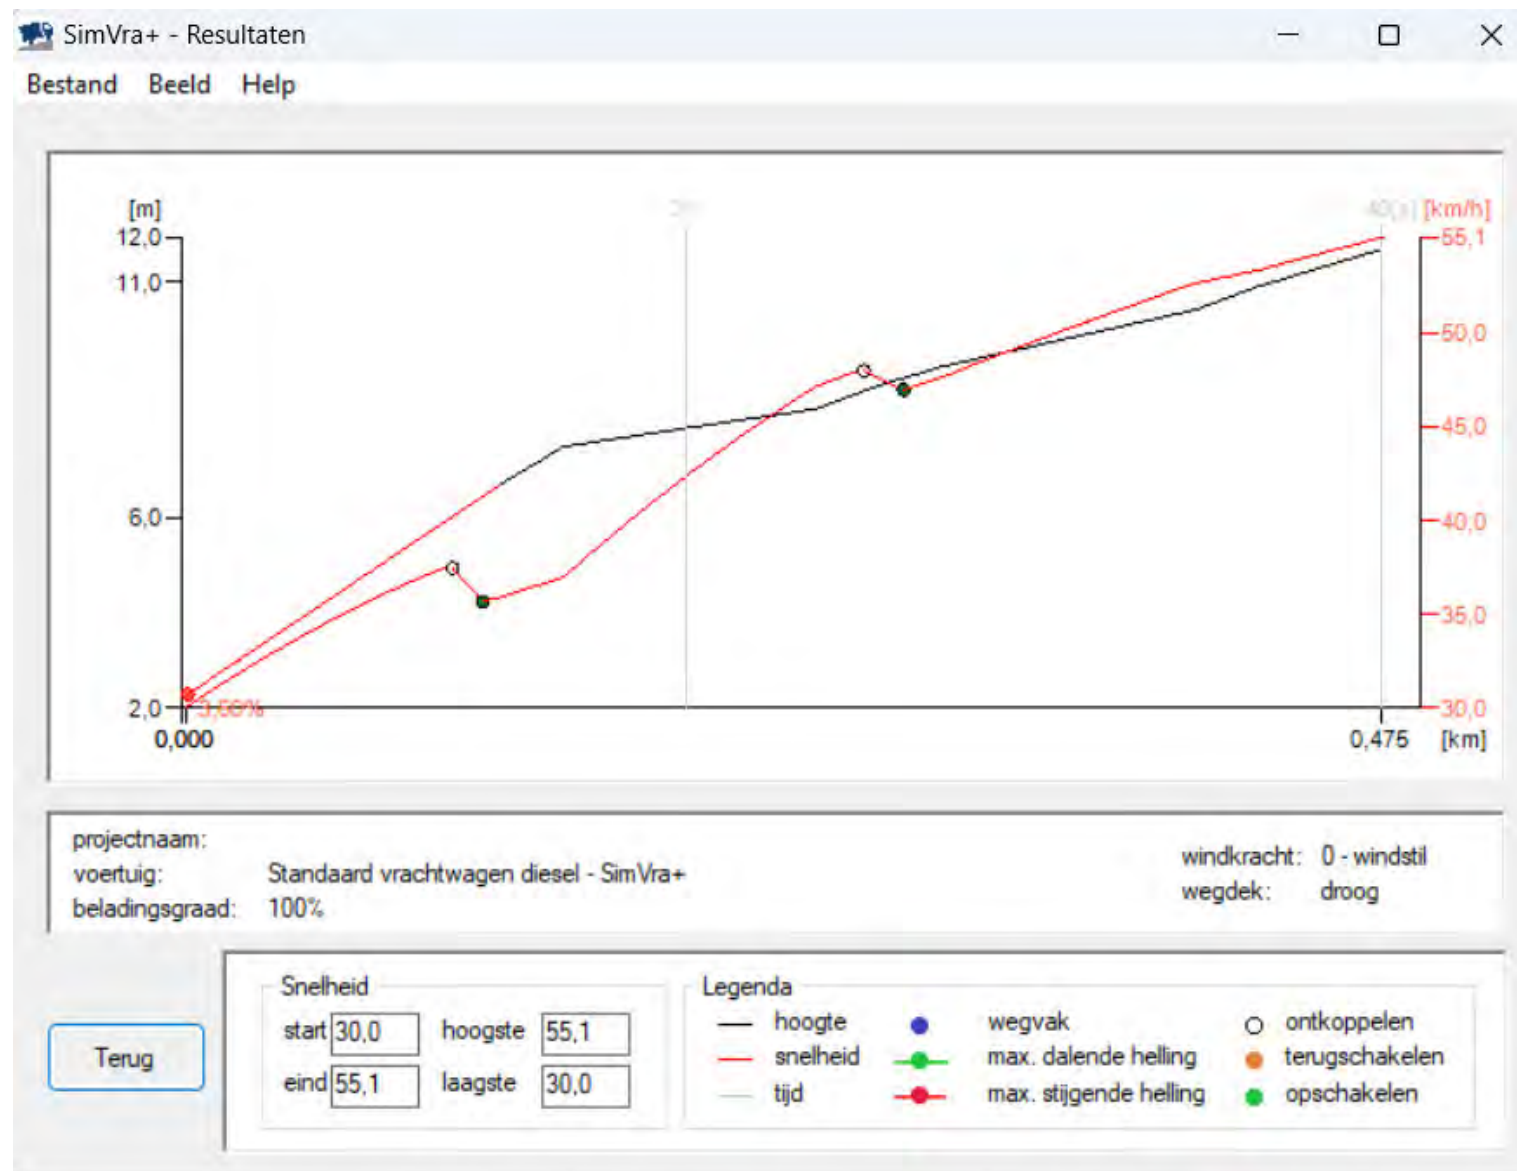 SimVra+ - Resultaten
Bestand Beeld Help
[m] [km/h]
12,0 55,1
11,0
50,0
45,0
6,0 40,0
35,0
2,0 3,60% 30,0
0,000 0,475 [km]
projectnaam:
voertuig: Standaard vrachtwagen diesel - SimVra+
beladingsgraad: 100%
windkracht: 0 - windstil
wegdek: droog
Terug
Snelheid
start 30,0 hoogste 55,1
eind 55,1 laagste 30,0
Legenda
hoogte wegvak ontkoppelen
snelheid max. dalende helling terugschakelen
tijd max. stijgende helling opschakelen